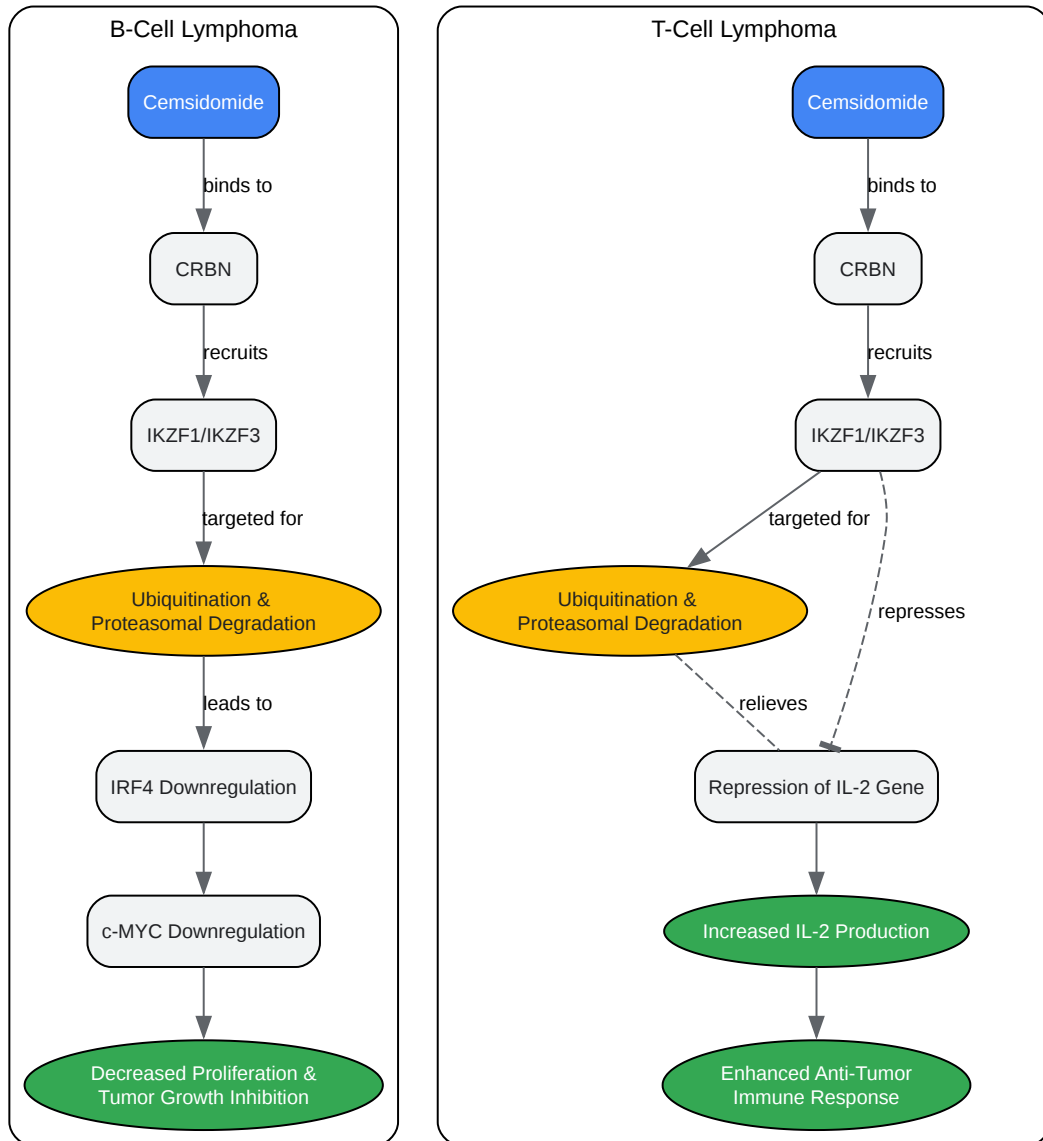 B-Cell Lymphoma
Cemsidomide
binds to
CRBN
recruits
IKZF1/IKZF3
targeted for
Ubiquitination &
Proteasomal Degradation
leads to
IRF4 Downregulation
c-MYC Downregulation
Decreased Proliferation &
Tumor Growth Inhibition
T-Cell Lymphoma
Cemsidomide
binds to
CRBN
recruits
IKZF1/IKZF3
targeted for
Ubiquitination &
Proteasomal Degradation
represses
relieves
Repression of IL-2 Gene
Increased IL-2 Production
Enhanced Anti-Tumor
Immune Response